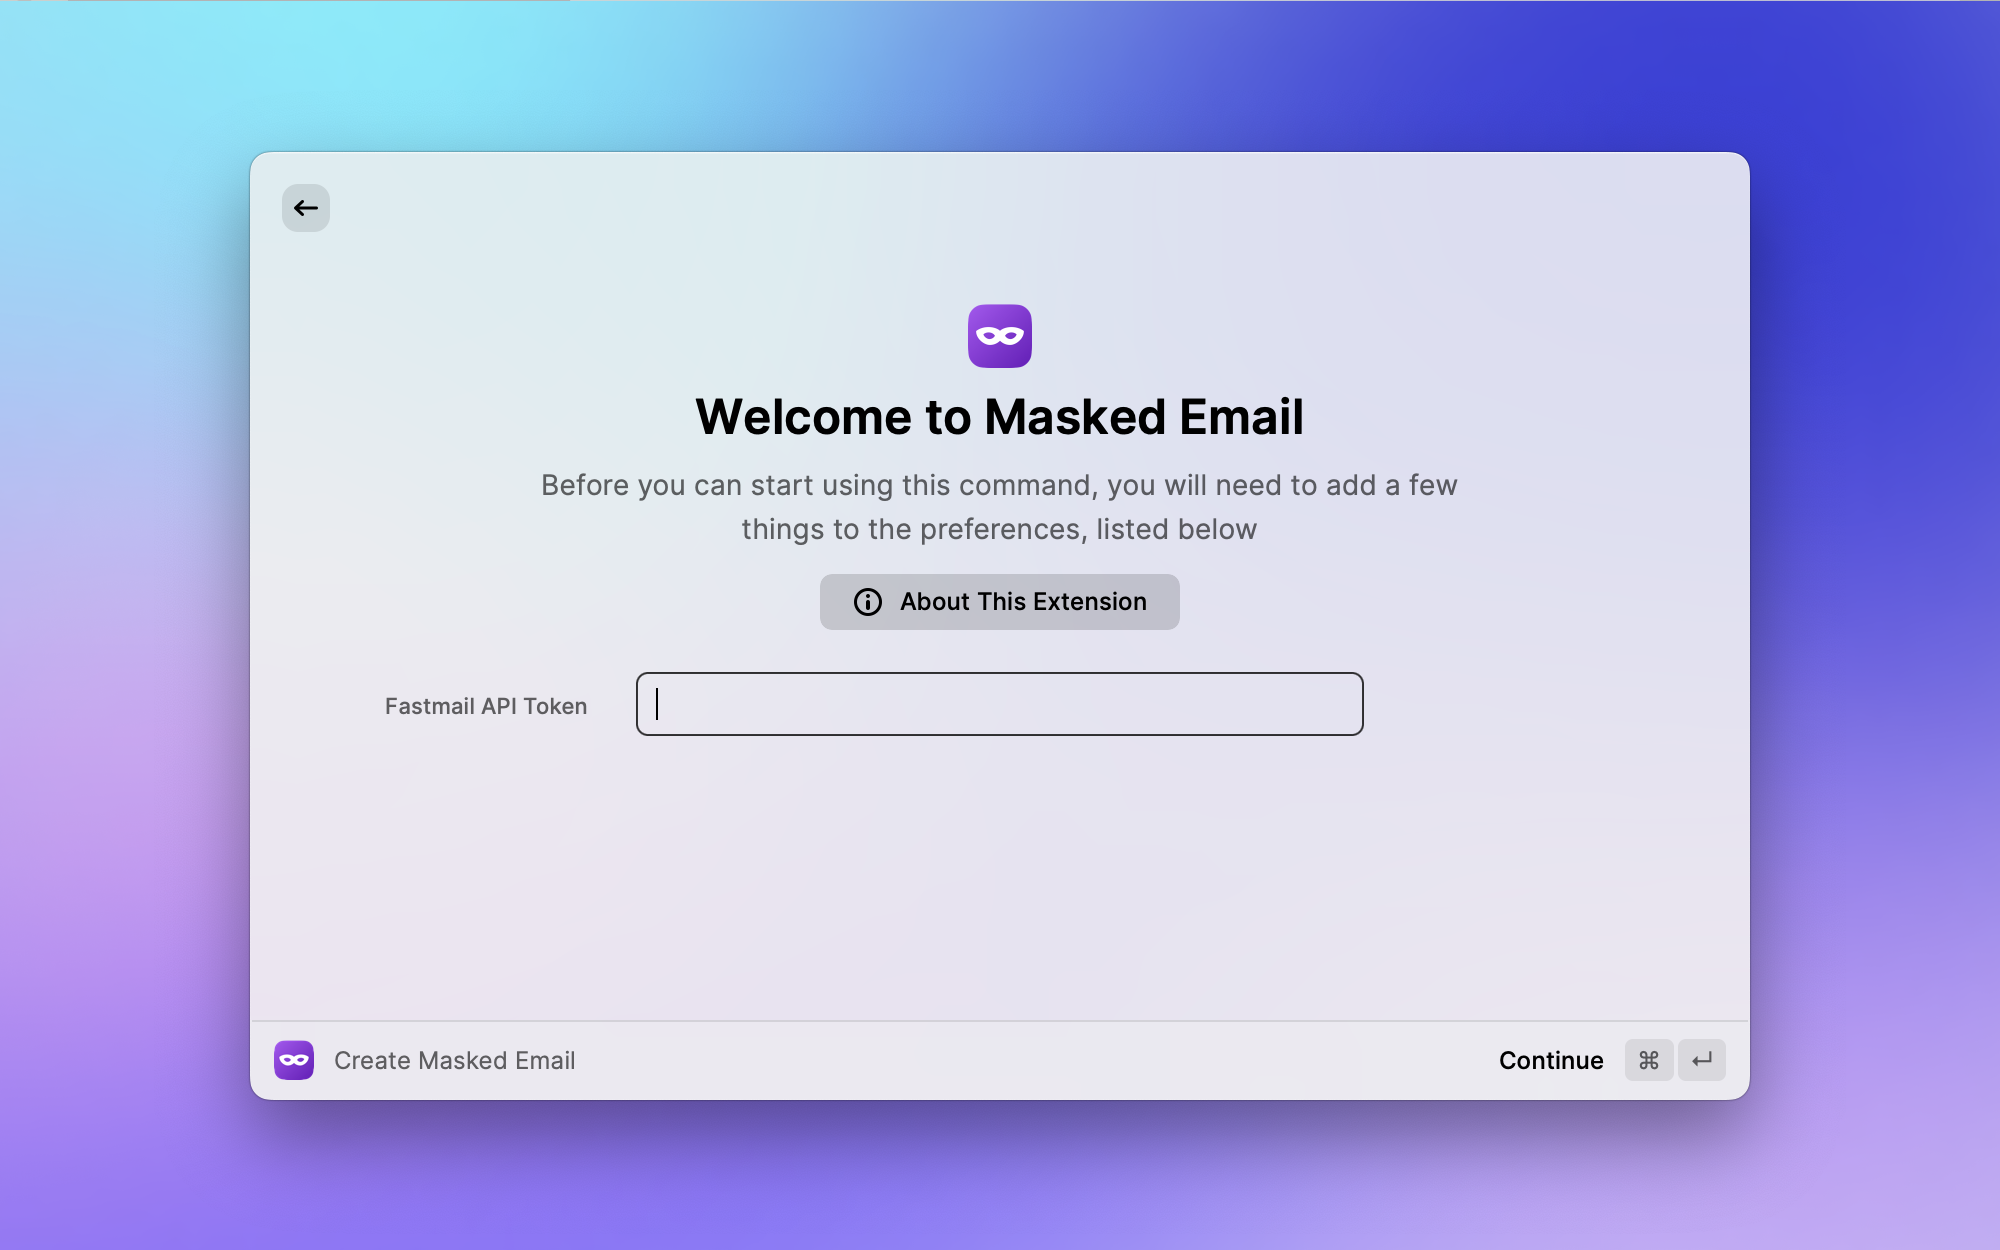 Welcome to Masked Email
Before you can start using this command, you will need to add a few
things to the preferences, listed below
About This Extension
Fastmail API Token
Create Masked Email
Continue ⌘ ↵